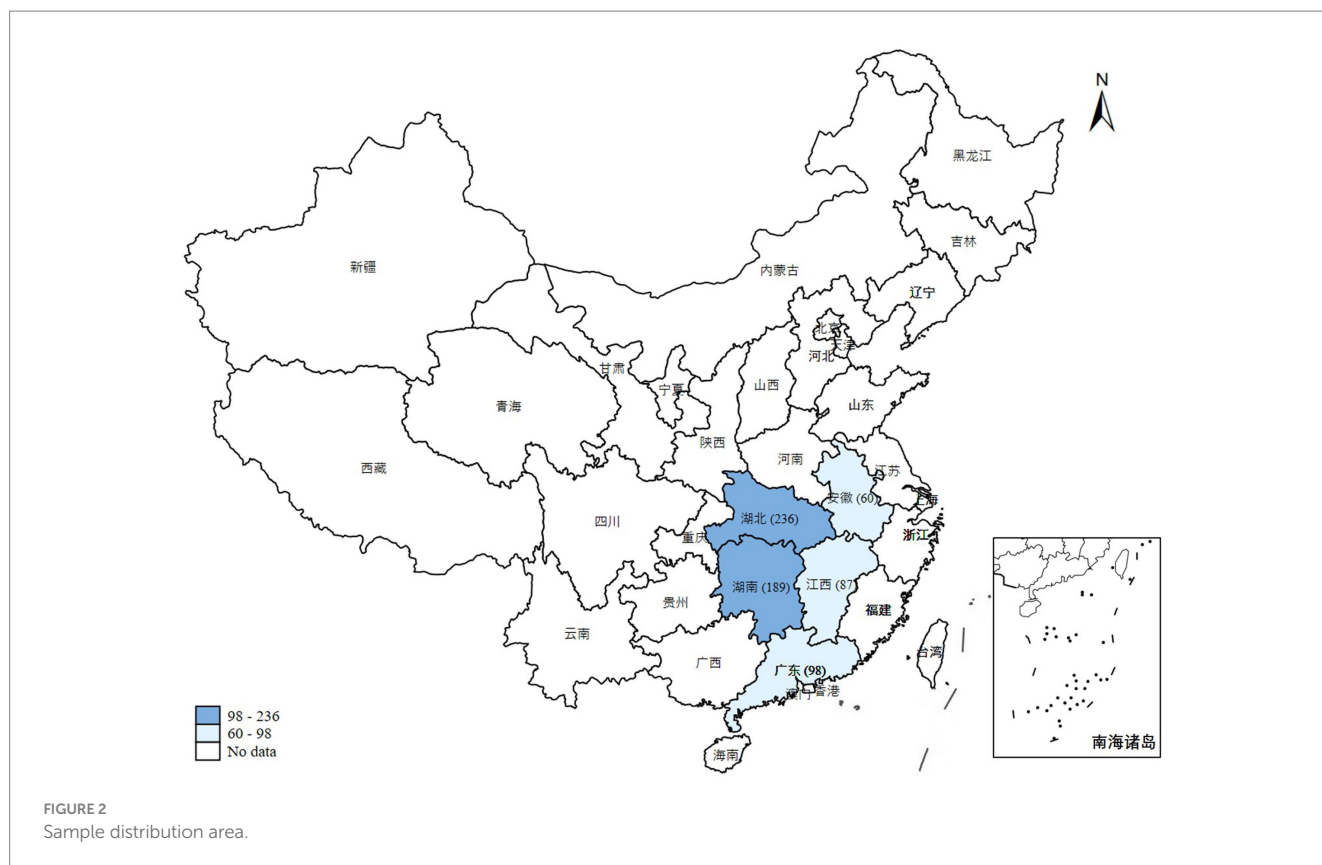 N
黑龙江
吉林
新疆
内蒙古
辽宁
北京
天津
河北
甘肃
宁夏
山西
山东
青海
陕西
河南
江苏
西藏
安徽 (60)
上海
湖北 (236)
四川
重庆
浙江
湖南 (189)
江西 (87)
贵州
福建
云南
台湾
广西
广东 (98)
澳门
香港
98 - 236
60 - 98
No data
海南
南海诸岛
FIGURE 2
Sample distribution area.